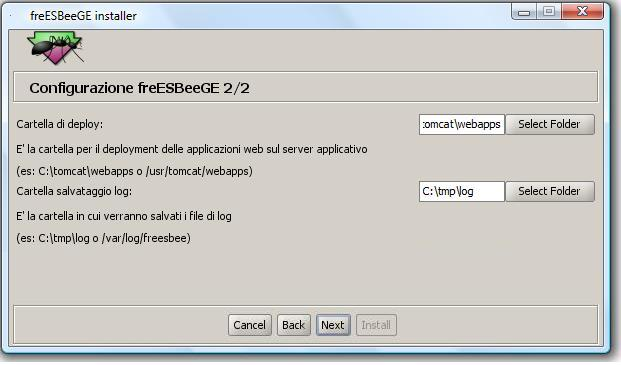 freESBeeGE installer
Configurazione freESBeeGE 2/2
Cartella di deploy: :omcat\webapps Select Folder
E' la cartella per il deployment delle applicazioni web sul server applicativo
(es: C:\tomcat\webapps o /usr/tomcat/webapps)
Cartella salvataggio log: C:\tmp\log Select Folder
E' la cartella in cui verranno salvati i file di log
(es: C:\tmp\log o /var/log/freesbee)
Cancel Back Next Install